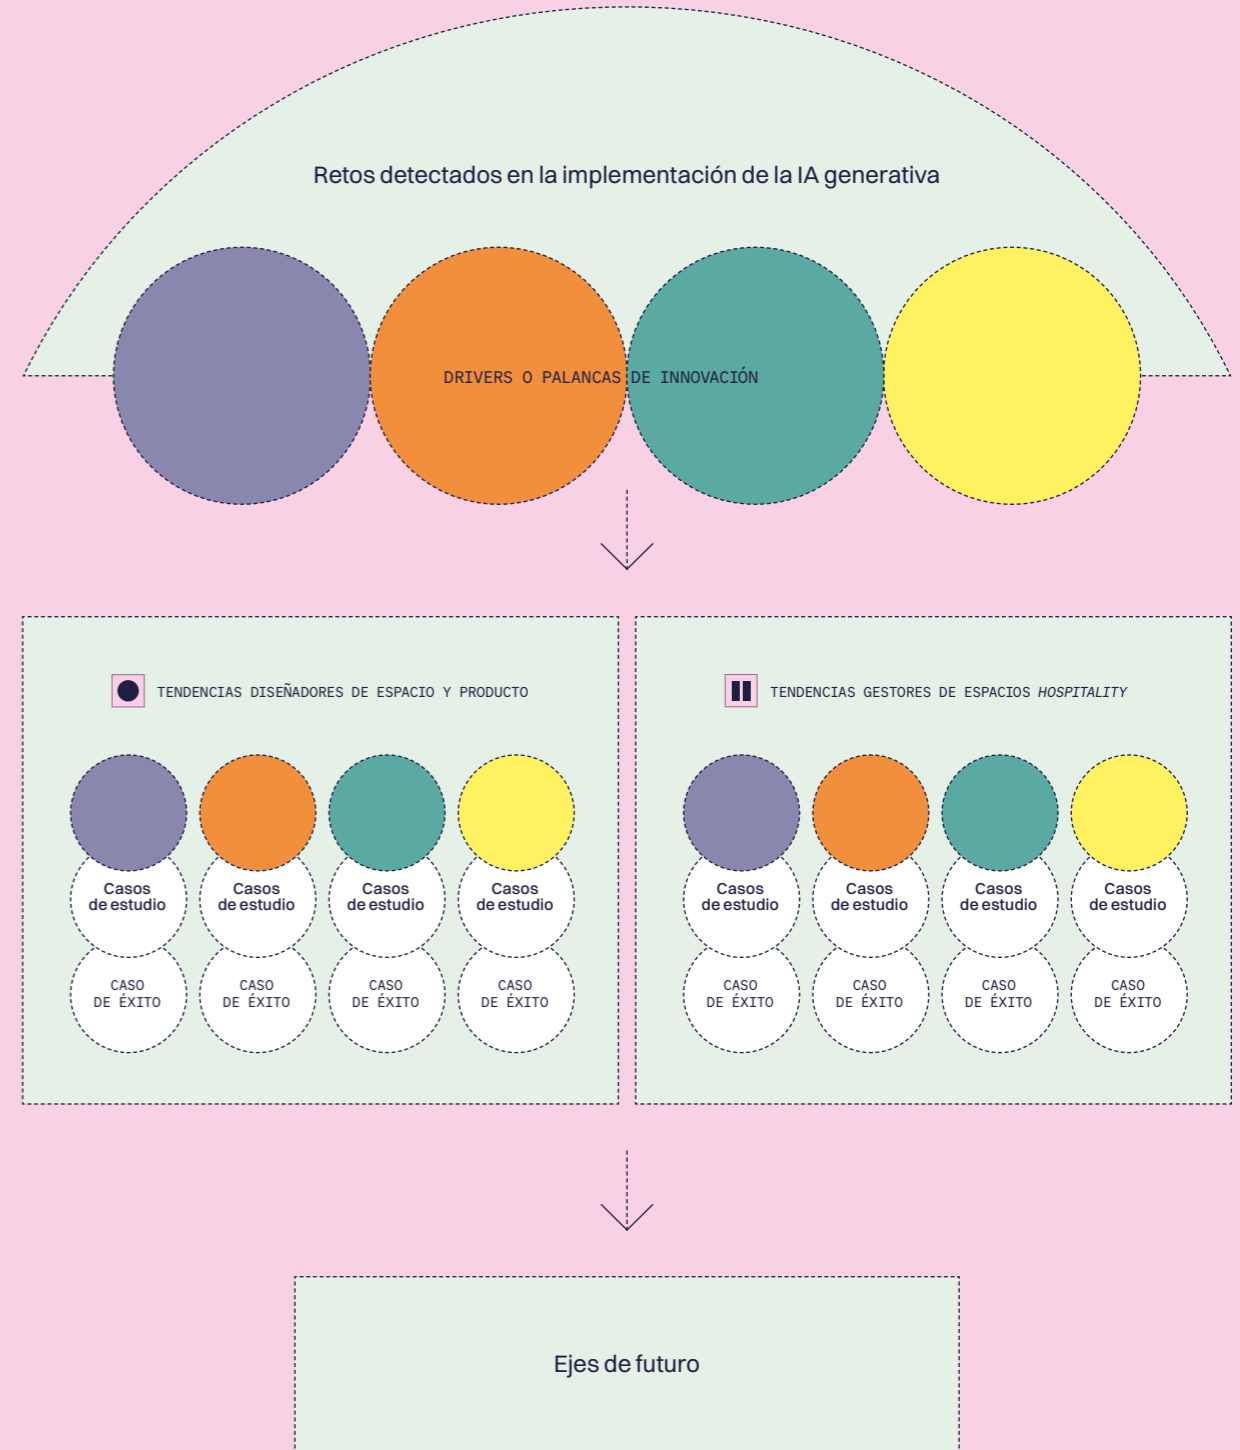 Retos detectados en la implementación de la IA generativa
DRIVERS O PALANCAS DE INNOVACIÓN
TENDENCIAS DISEÑADORES DE ESPACIO Y PRODUCTO
Casos
de estudio
Casos
de estudio
Casos
de estudio
Casos
de estudio
CASO
DE ÉXITO
CASO
DE ÉXITO
CASO
DE ÉXITO
CASO
DE ÉXITO
TENDENCIAS GESTORES DE ESPACIOS HOSPITALITY
Casos
de estudio
Casos
de estudio
Casos
de estudio
Casos
de estudio
CASO
DE ÉXITO
CASO
DE ÉXITO
CASO
DE ÉXITO
CASO
DE ÉXITO
Ejes de futuro